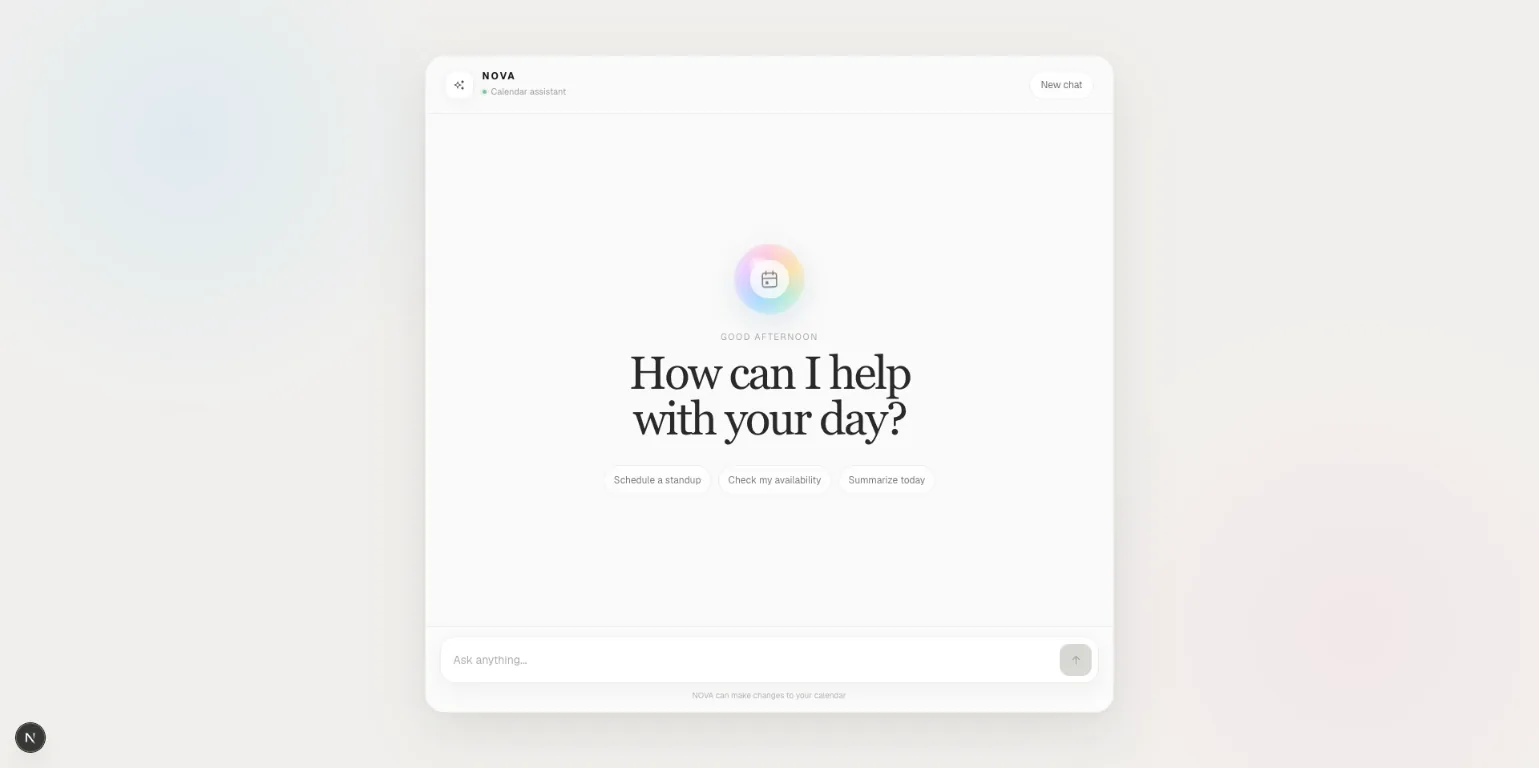 NOVA
Calendar assistant
New chat
GOOD AFTERNOON
How can I help
with your day?
Schedule a standup
Check my availability
Summarize today
Ask anything...
NOVA can make changes to your calendar
N